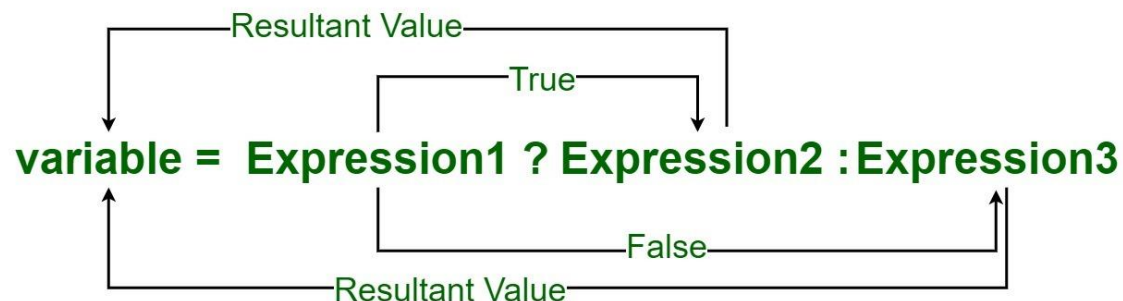 Resultant Value
True
variable = Expression1 ? Expression2 : Expression3
False
Resultant Value